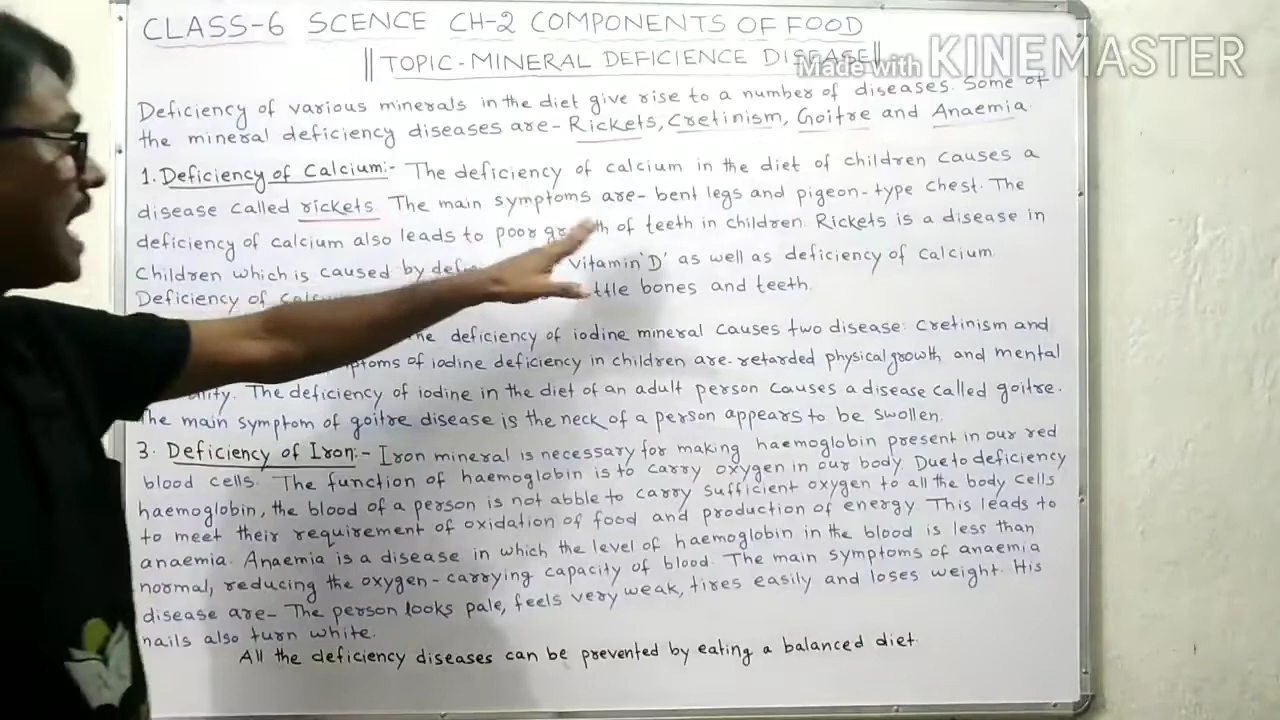 CLASS-6 SCENCE CH-2 COMPONENTS OF FOOD
||TOPIC-MINERAL DEFICIENCE DISEASE||
Made with KINEMASTER
Deficiency of various minerals in the diet give rise to a number of diseases. Some of
the mineral deficiency diseases are- Rickets, Cretinism, Goitre and Anaemia
1. Deficiency of Calcium:- The deficiency of calcium in the diet of children causes a
disease called rickets. The main symptoms are- bent legs and pigeon-type chest. The
deficiency of calcium also leads to poor growth of teeth in children. Rickets is a disease in
Children which is caused by vitamin 'D' as well as deficiency of Calcium
Deficiency of bones and teeth.
deficiency of iodine mineral causes two disease: Cretinism and
of iodine deficiency in children are- retarded physical growth and mental
The deficiency of iodine in the diet of an adult person causes a disease called goitre.
The main symptom of goitre disease is the neck of a person appears to be swollen.
3. Deficiency of Iron:- Iron mineral is necessary for making haemoglobin present in our red
blood cells. The function of haemoglobin is to carry oxygen in our body. Due to deficiency
haemoglobin, the blood of a person is not abble to carry sufficient oxygen to all the body cells
to meet their requirement of oxidation of food and production of energy. This leads to
anaemia. Anaemia is a disease in which the level of haemoglobin in the blood is less than
normal, reducing the oxygen-carrying capacity of blood. The main symptoms of anaemia
disease are- The person looks pale, feels very weak, tires easily and loses weight. His
nails also turn white.
All the deficiency diseases can be prevented by eating a balanced diet